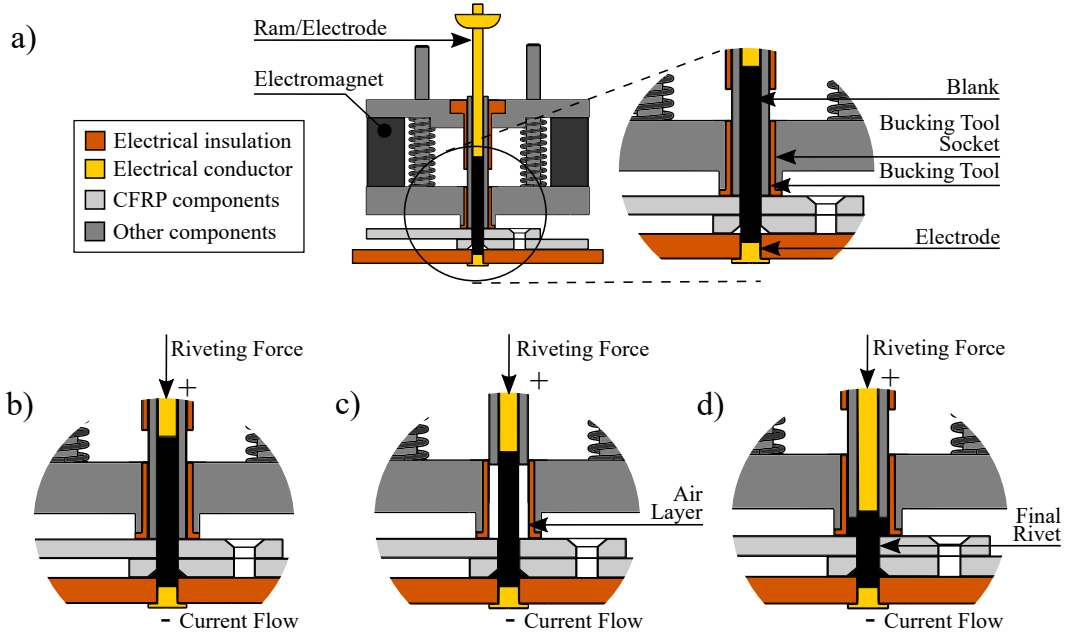 a)
Ram/Electrode
Electromagnet
Electrical insulation
Electrical conductor
CFRP components
Other components
Blank
Bucking Tool
Socket
Bucking Tool
Electrode
b)
Riveting Force
+
- Current Flow
c)
Riveting Force
+
Air
Layer
- Current Flow
d)
Riveting Force
+
Final
Rivet
- Current Flow